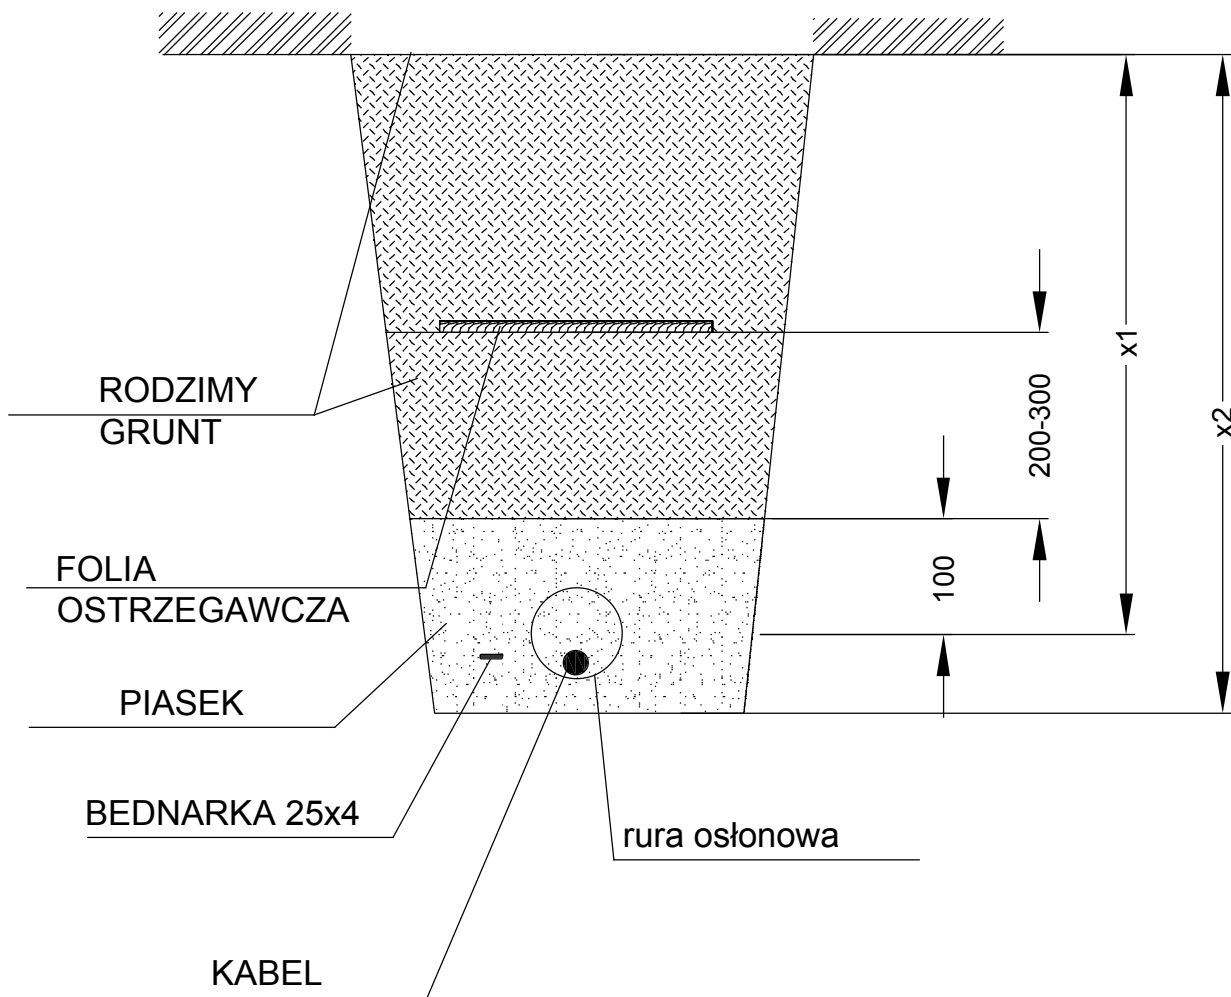 RODZIMY
GRUNT
FOLIA
OSTRZEGAWCZA
PIASEK
BEDNARKA 25x4
rura osłonowa
KABEL
100
200-300
x1
x2